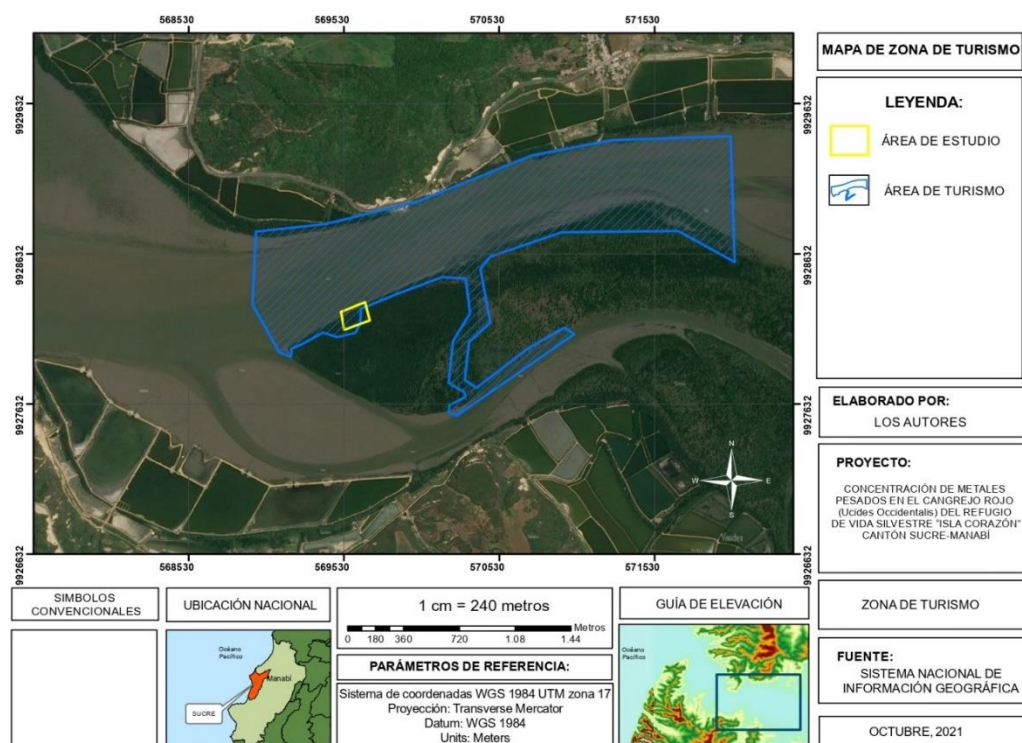 568530 569530 570530 571530
9929632 9929632
9928632 9928632
9927632 9927632
9926632 9926632
568530 569530 570530 571530
N
W E
S
Yandex
MAPA DE ZONA DE TURISMO
LEYENDA:
ÁREA DE ESTUDIO
ÁREA DE TURISMO
ELABORADO POR:
LOS AUTORES
PROYECTO:
CONCENTRACIÓN DE METALES
PESADOS EN EL CANGREJO ROJO
(Ucides Occidentalis) DEL REFUGIO
DE VIDA SILVESTRE "ISLA CORAZÓN"
CANTÓN SUCRE-MANABÍ
ZONA DE TURISMO
FUENTE:
SISTEMA NACIONAL DE
INFORMACIÓN GEOGRÁFICA
OCTUBRE, 2021
SIMBOLOS
CONVENCIONALES
UBICACIÓN NACIONAL
Océano
Pacífico
Manabí
SUCRE
1 cm = 240 metros
Metros
0 180 360 720 1.08 1.44
PARÁMETROS DE REFERENCIA:
Sistema de coordenadas WGS 1984 UTM zona 17
Proyección: Transverse Mercator
Datum: WGS 1984
Units: Meters
GUÍA DE ELEVACIÓN
Océano
Pacífico